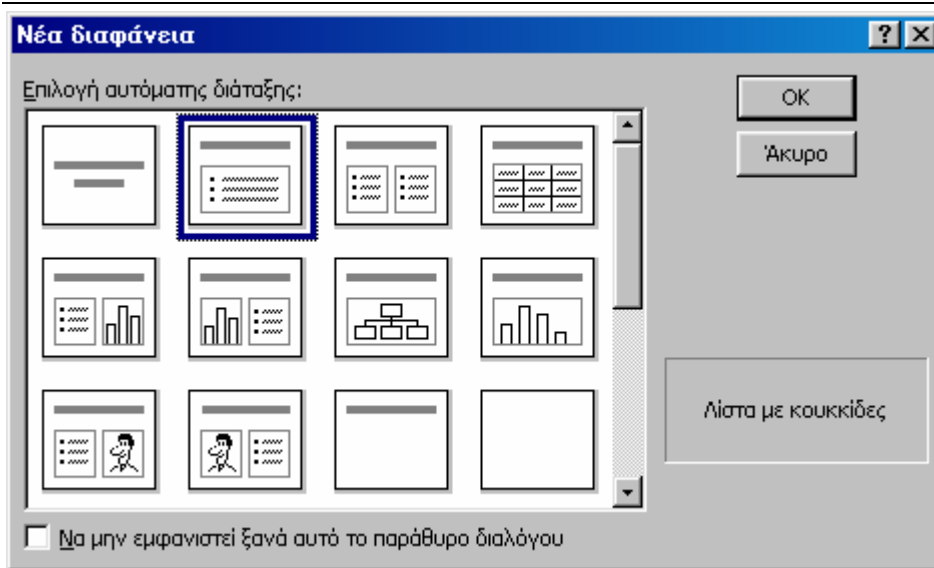 Νέα διαφάνεια
Επιλογή αυτόματης διάταξης:
OK
Άκυρο
Λίστα με κουκκίδες
Να μην εμφανιστεί ξανά αυτό το παράθυρο διαλόγου